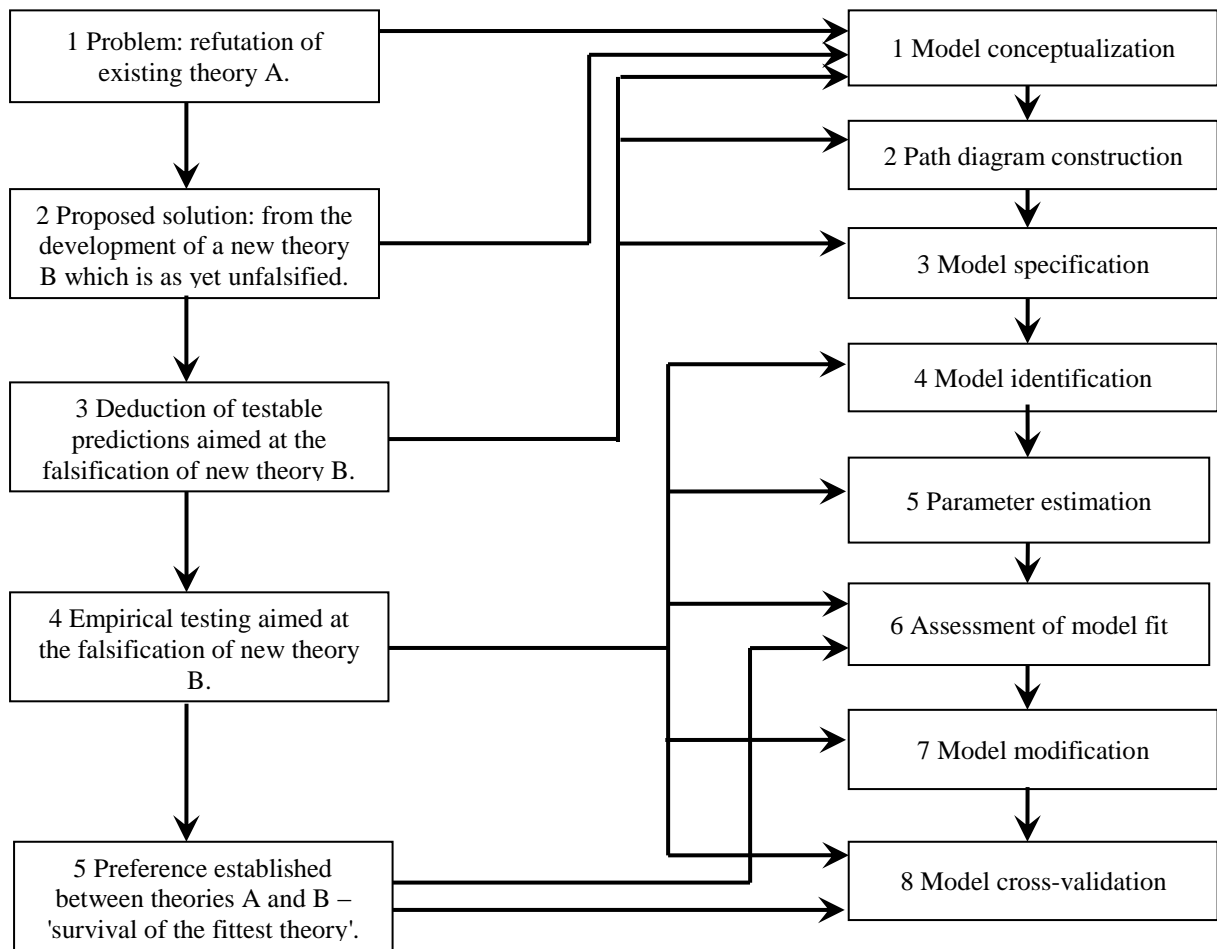 1 Problem: refutation of
existing theory A.
2 Proposed solution: from the
development of a new theory
B which is as yet unfalsified.
3 Deduction of testable
predictions aimed at the
falsification of new theory B.
4 Empirical testing aimed at
the falsification of new theory
B.
5 Preference established
between theories A and B –
'survival of the fittest theory'.
1 Model conceptualization
2 Path diagram construction
3 Model specification
4 Model identification
5 Parameter estimation
6 Assessment of model fit
7 Model modification
8 Model cross-validation